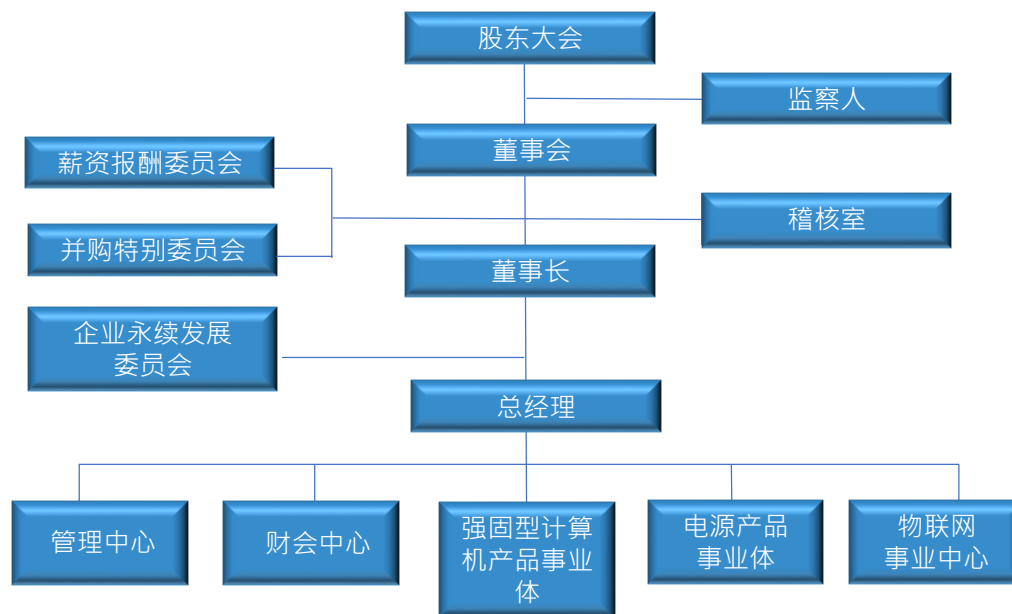 股东大会
监察人
董事会
薪资报酬委员会
稽核室
并购特别委员会
董事长
企业永续发展
委员会
总经理
管理中心
财会中心
强固型计算
机产品事业
体
电源产品
事业体
物联网
事业中心